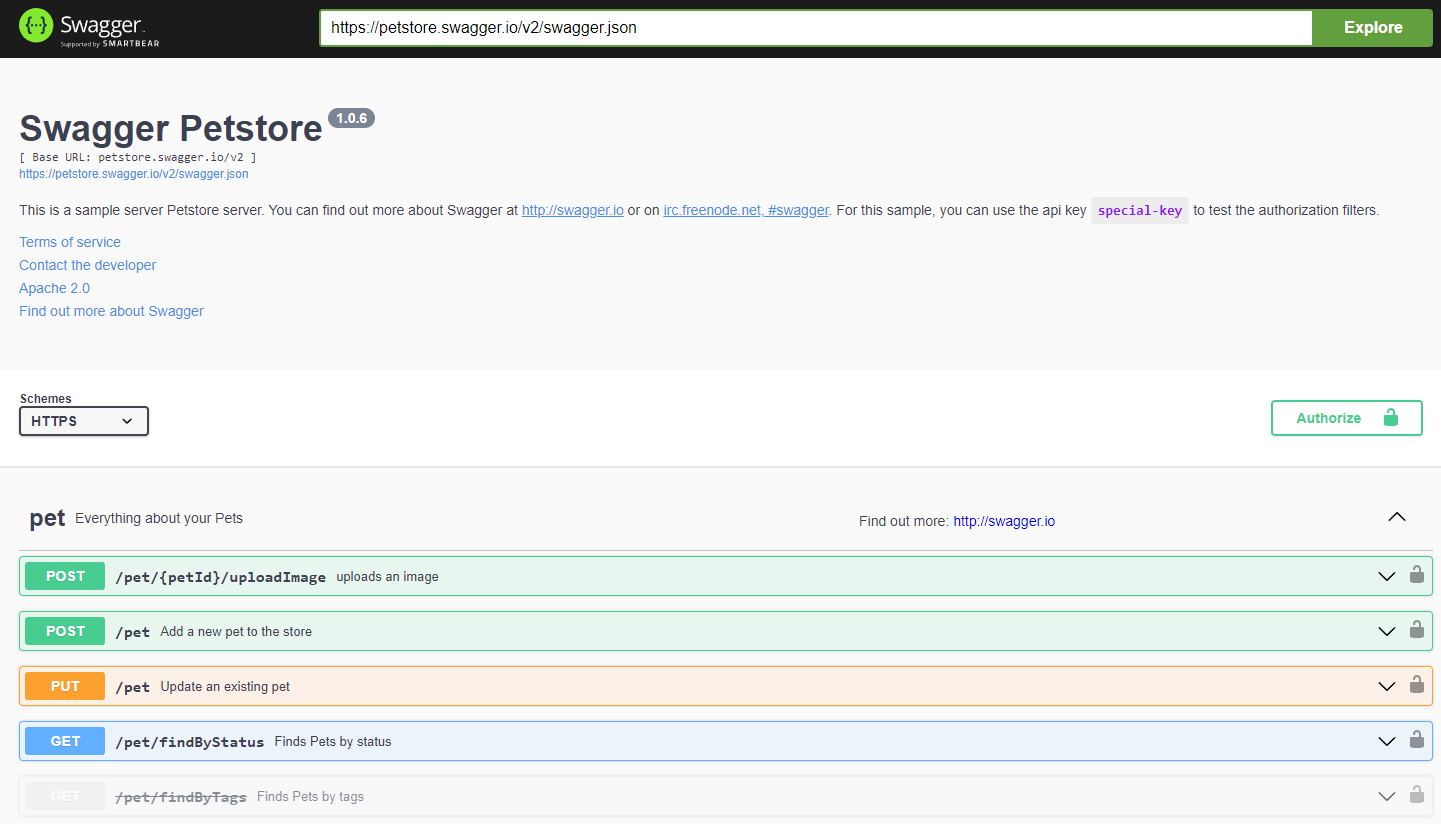 Swagger.
Supported by SMARTBEAR
https://petstore.swagger.io/v2/swagger.json
Explore
Swagger Petstore 1.0.6
[ Base URL: petstore.swagger.io/v2 ]
https://petstore.swagger.io/v2/swagger.json
This is a sample server Petstore server. You can find out more about Swagger at http://swagger.io or on irc.freenode.net, #swagger. For this sample, you can use the api key special-key to test the authorization filters.
Terms of service
Contact the developer
Apache 2.0
Find out more about Swagger
Schemes
HTTPS
Authorize
pet Everything about your Pets
Find out more: http://swagger.io
POST /pet/{petId}/uploadImage uploads an image
POST /pet Add a new pet to the store
PUT /pet Update an existing pet
GET /pet/findByStatus Finds Pets by status
GET /pet/findByTags Finds Pets by tags